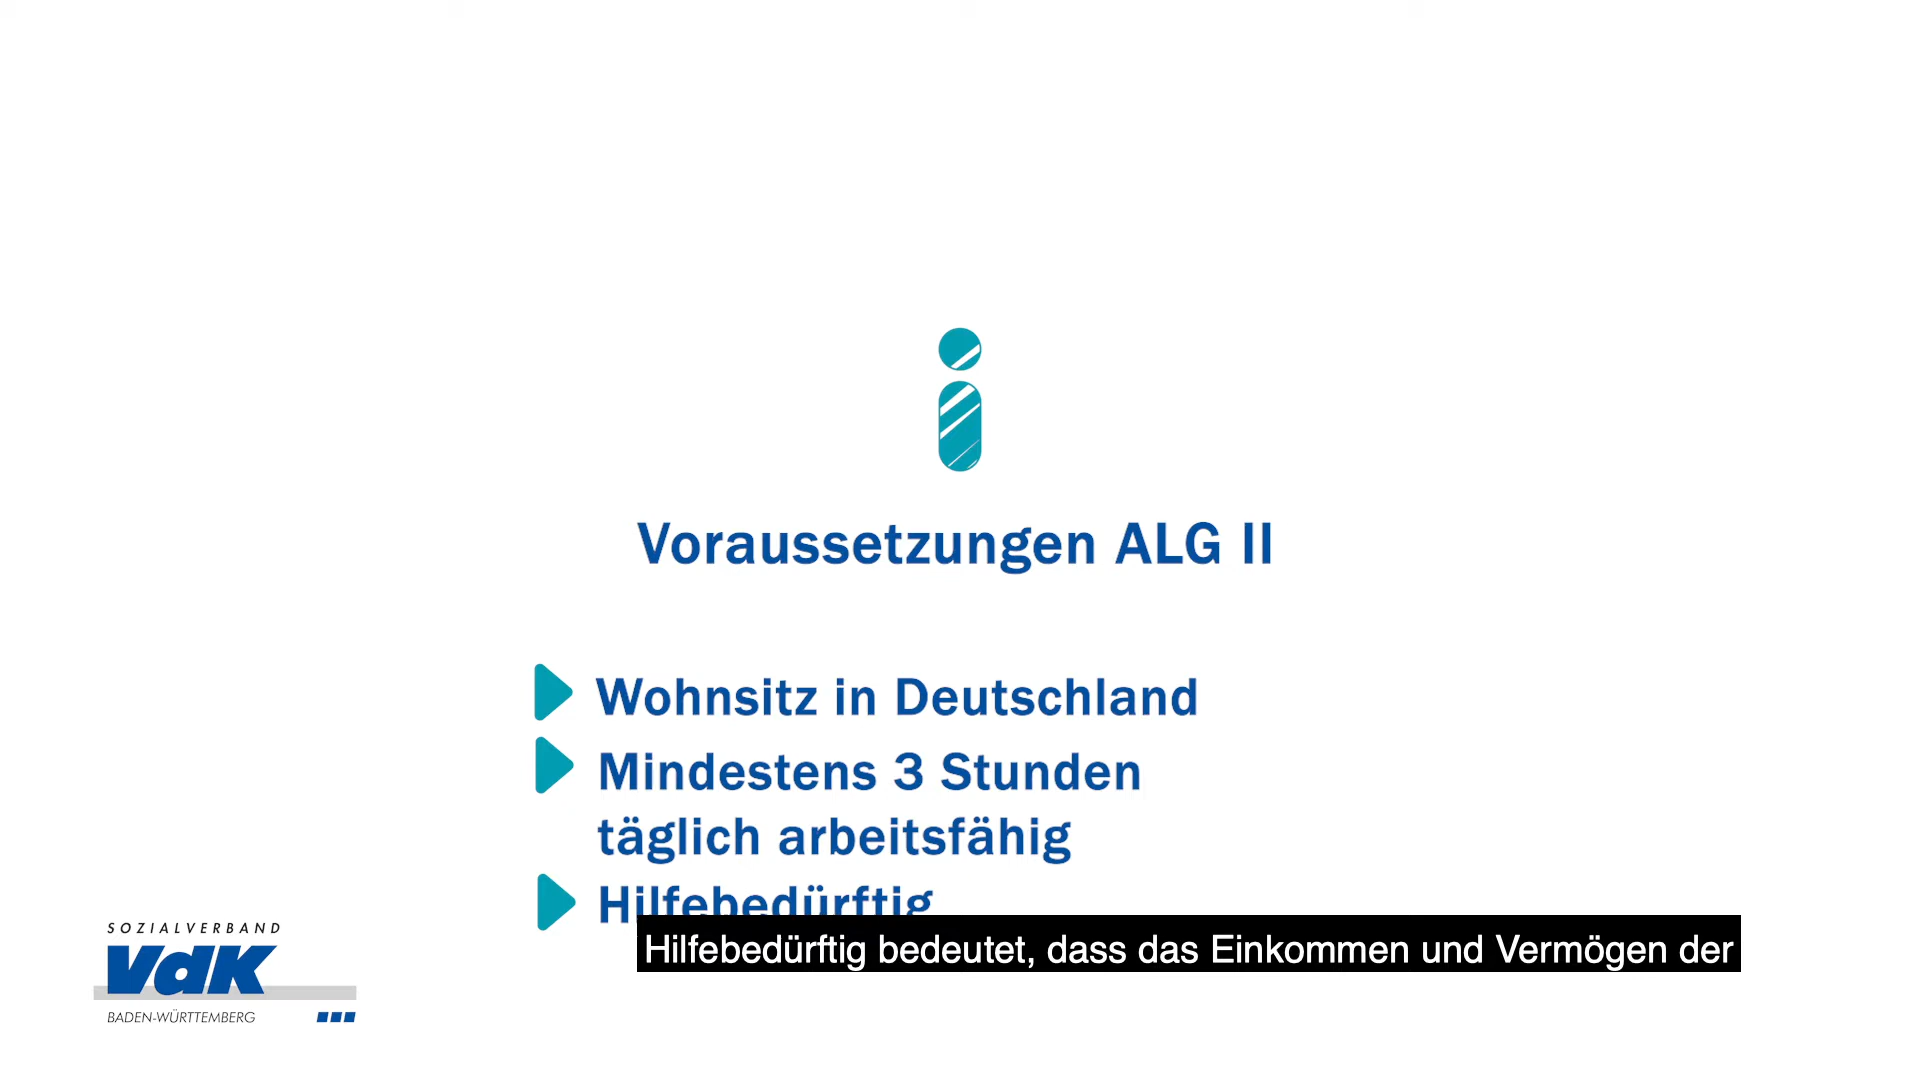 Voraussetzungen ALG II
Wohnsitz in Deutschland
Mindestens 3 Stunden
täglich arbeitsfähig
Hilfebedürftig
Hilfebedürftig bedeutet, dass das Einkommen und Vermögen der
SOZIALVERBAND
VdK
BADEN-WÜRTTEMBERG